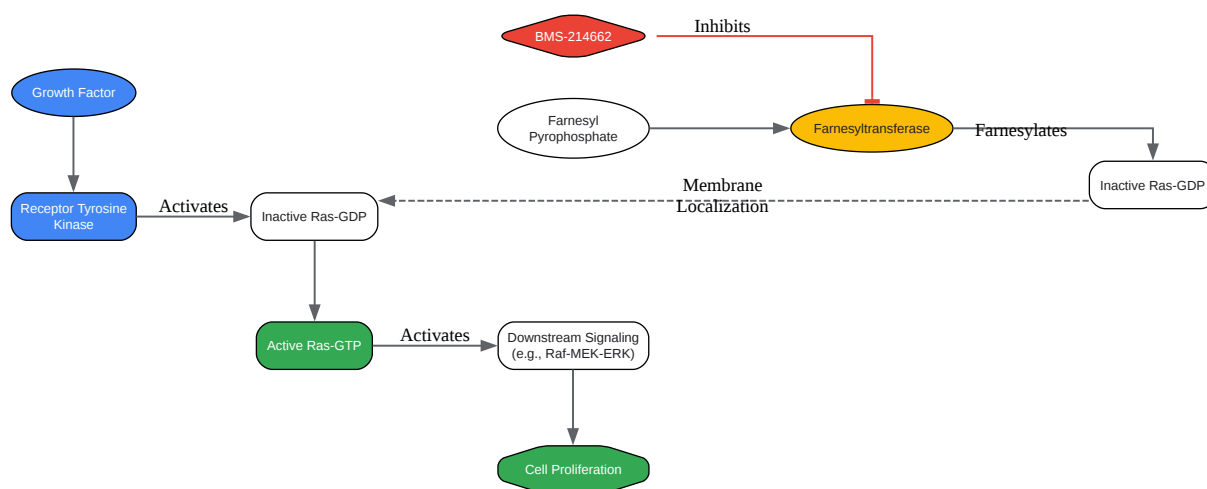 BMS-214662
Inhibits
Growth Factor
Farnesyl
Pyrophosphate
Farnesyltransferase
Farnesylates
Inactive Ras-GDP
Membrane
Localization
Receptor Tyrosine
Kinase
Activates
Inactive Ras-GDP
Active Ras-GTP
Activates
Downstream Signaling
(e.g., Raf-MEK-ERK)
Cell Proliferation